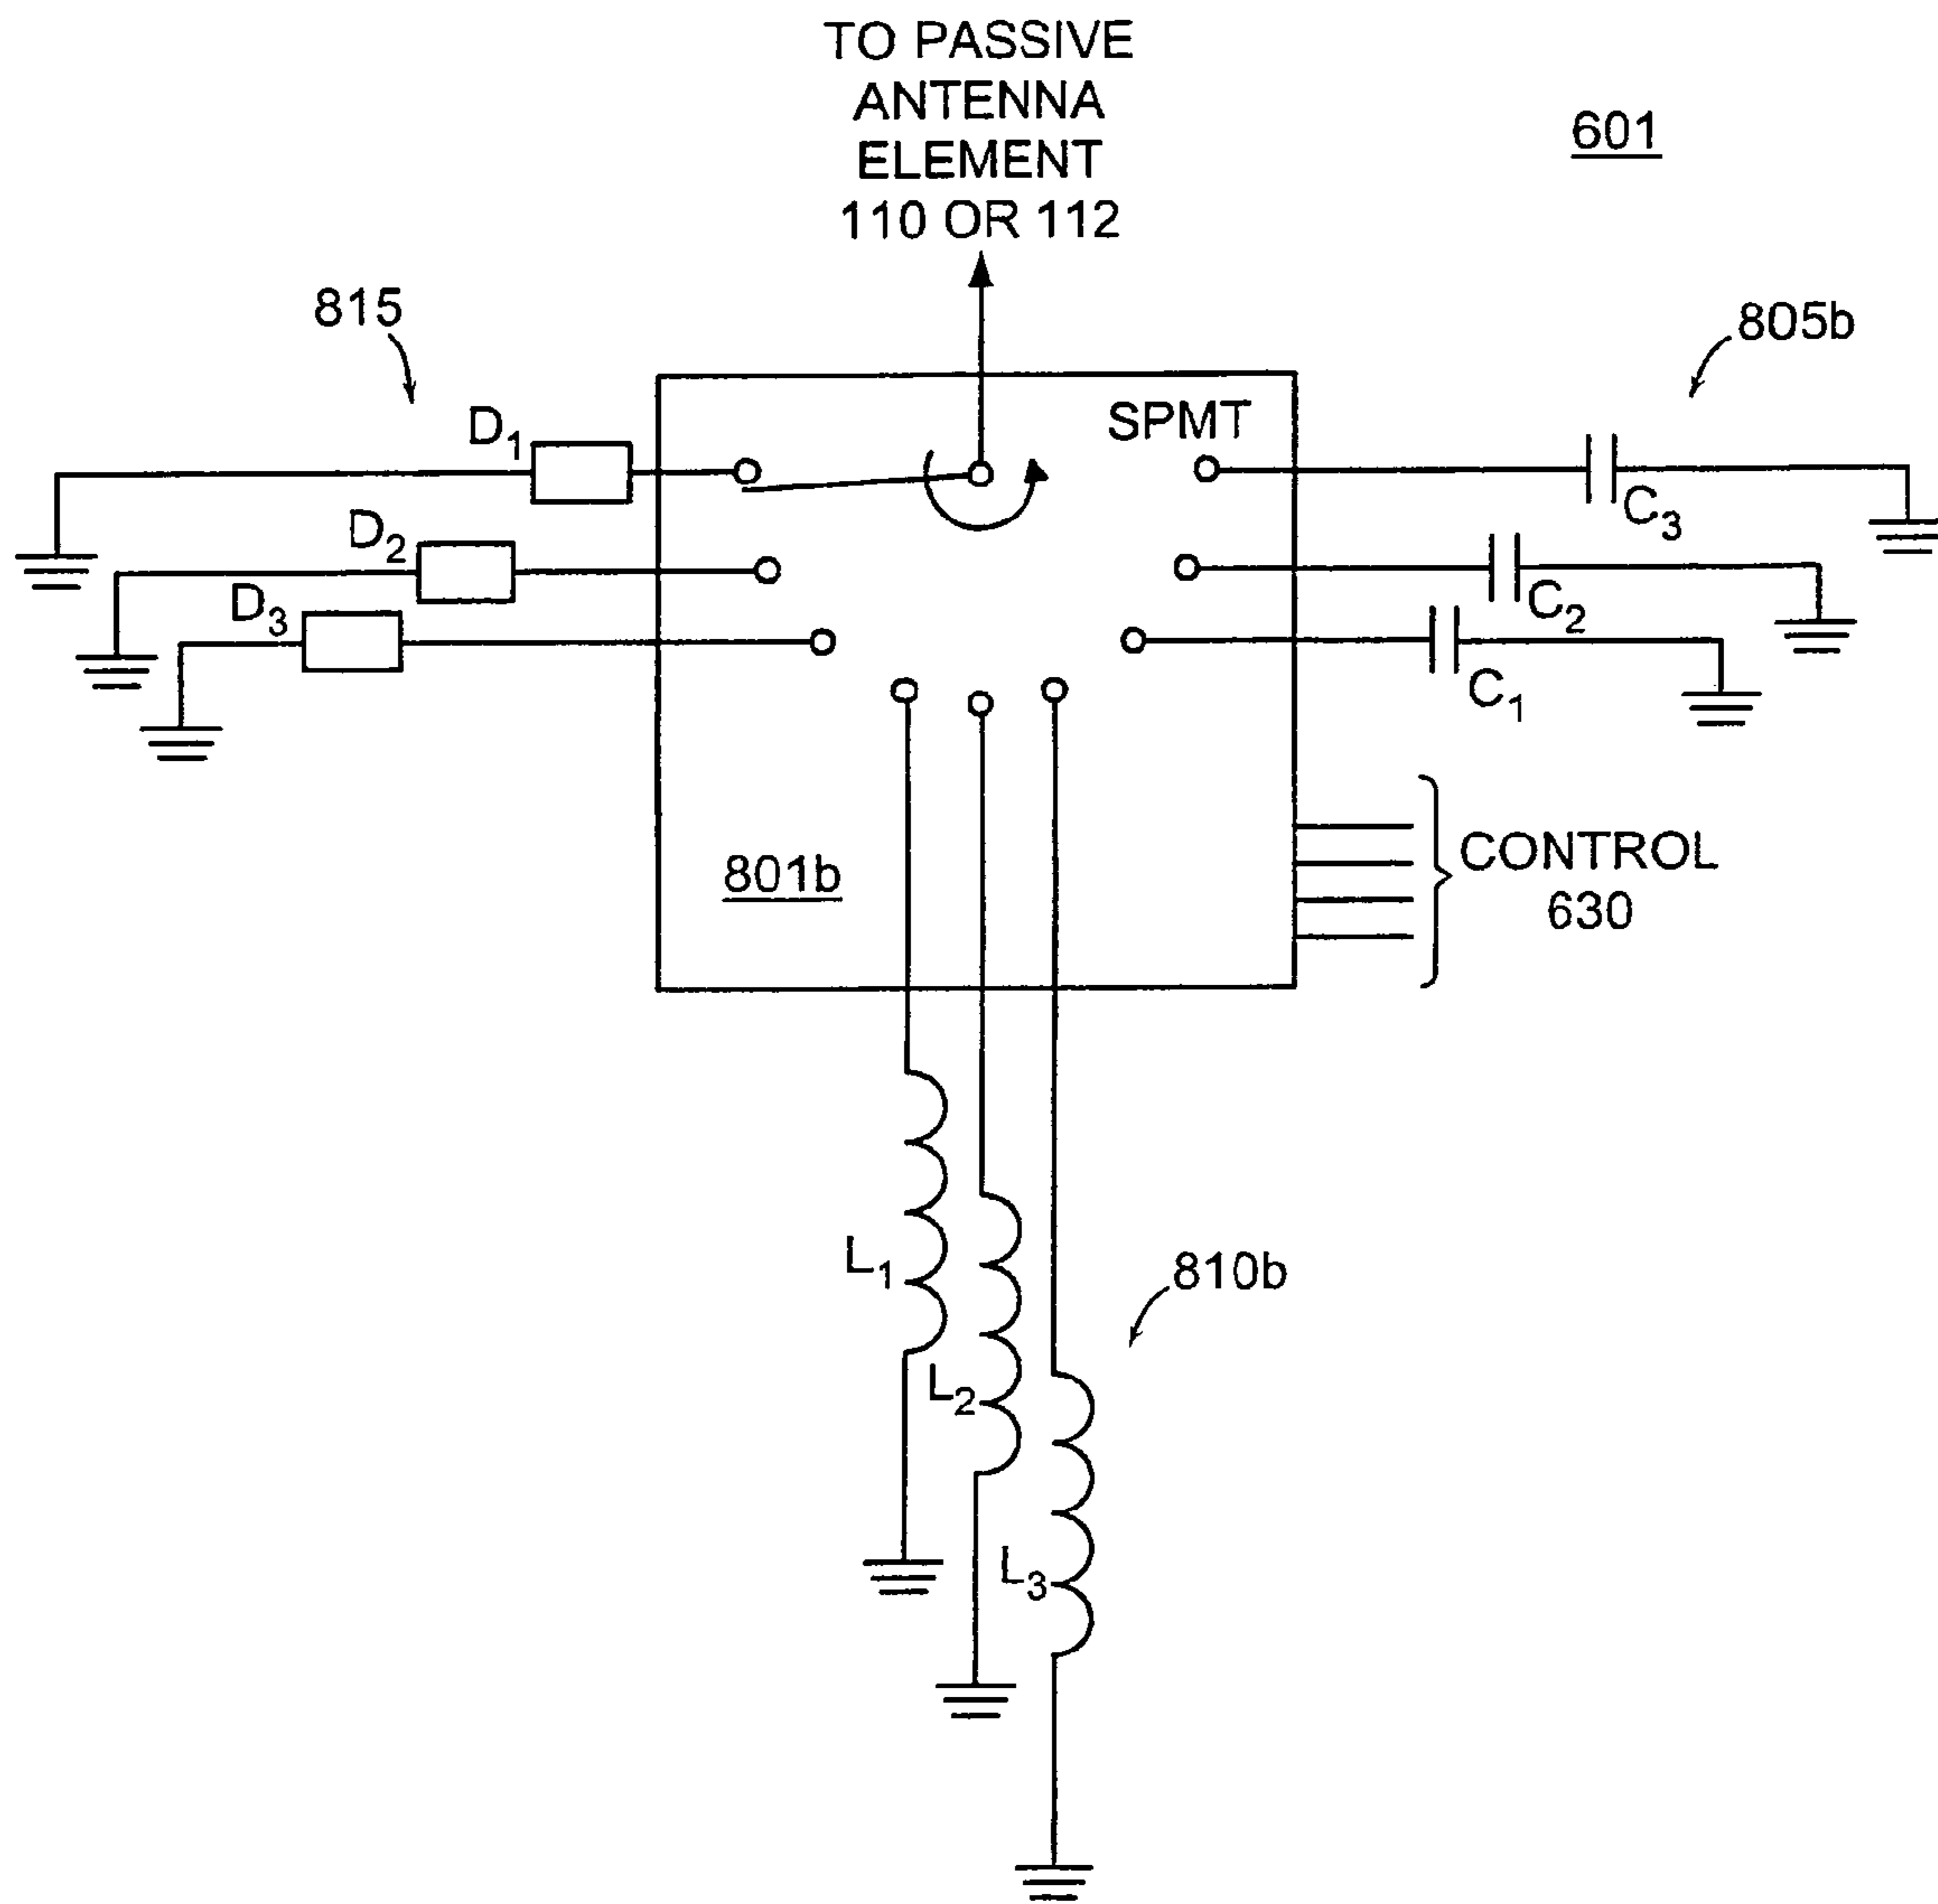 TO PASSIVE
ANTENNA
ELEMENT
110 OR 112
601
815
805b
SPMT
D₁
D₂
D₃
C₃
C₂
C₁
801b
CONTROL
630
L₁
L₂
L₃
810b